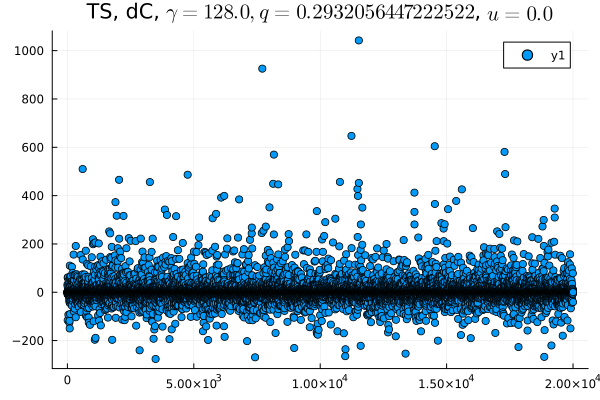 TS, dC, γ = 128.0, q = 0.2932056447222522, u = 0.0
y1
1000
800
600
400
200
0
−200
0 5.00×10³ 1.00×10⁴ 1.50×10⁴ 2.00×10⁴